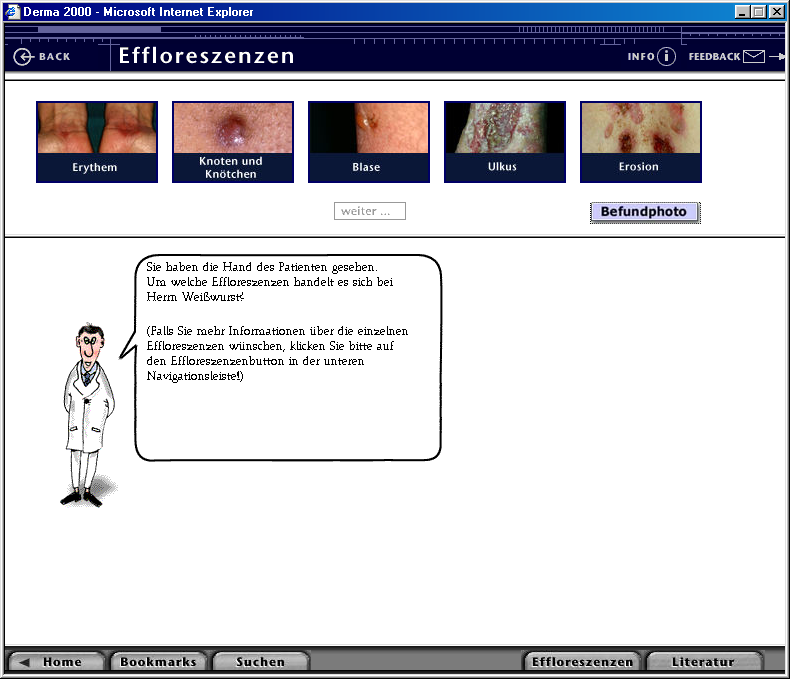 Derma 2000 - Microsoft Internet Explorer
BACK
Effloreszenzen
INFO
FEEDBACK
Erythem
Knoten und
Knötchen
Blase
Ulkus
Erosion
weiter ...
Befundphoto
Sie haben die Hand des Patienten gesehen.
Um welche Effloreszenzen handelt es sich bei
Herrn Weißwurst?
(Falls Sie mehr Informationen über die einzelnen
Effloreszenzen wünschen, klicken Sie bitte auf
den Effloreszenzenbutton in der unteren
Navigationsleiste!)
Home
Bookmarks
Suchen
Effloreszenzen
Literatur